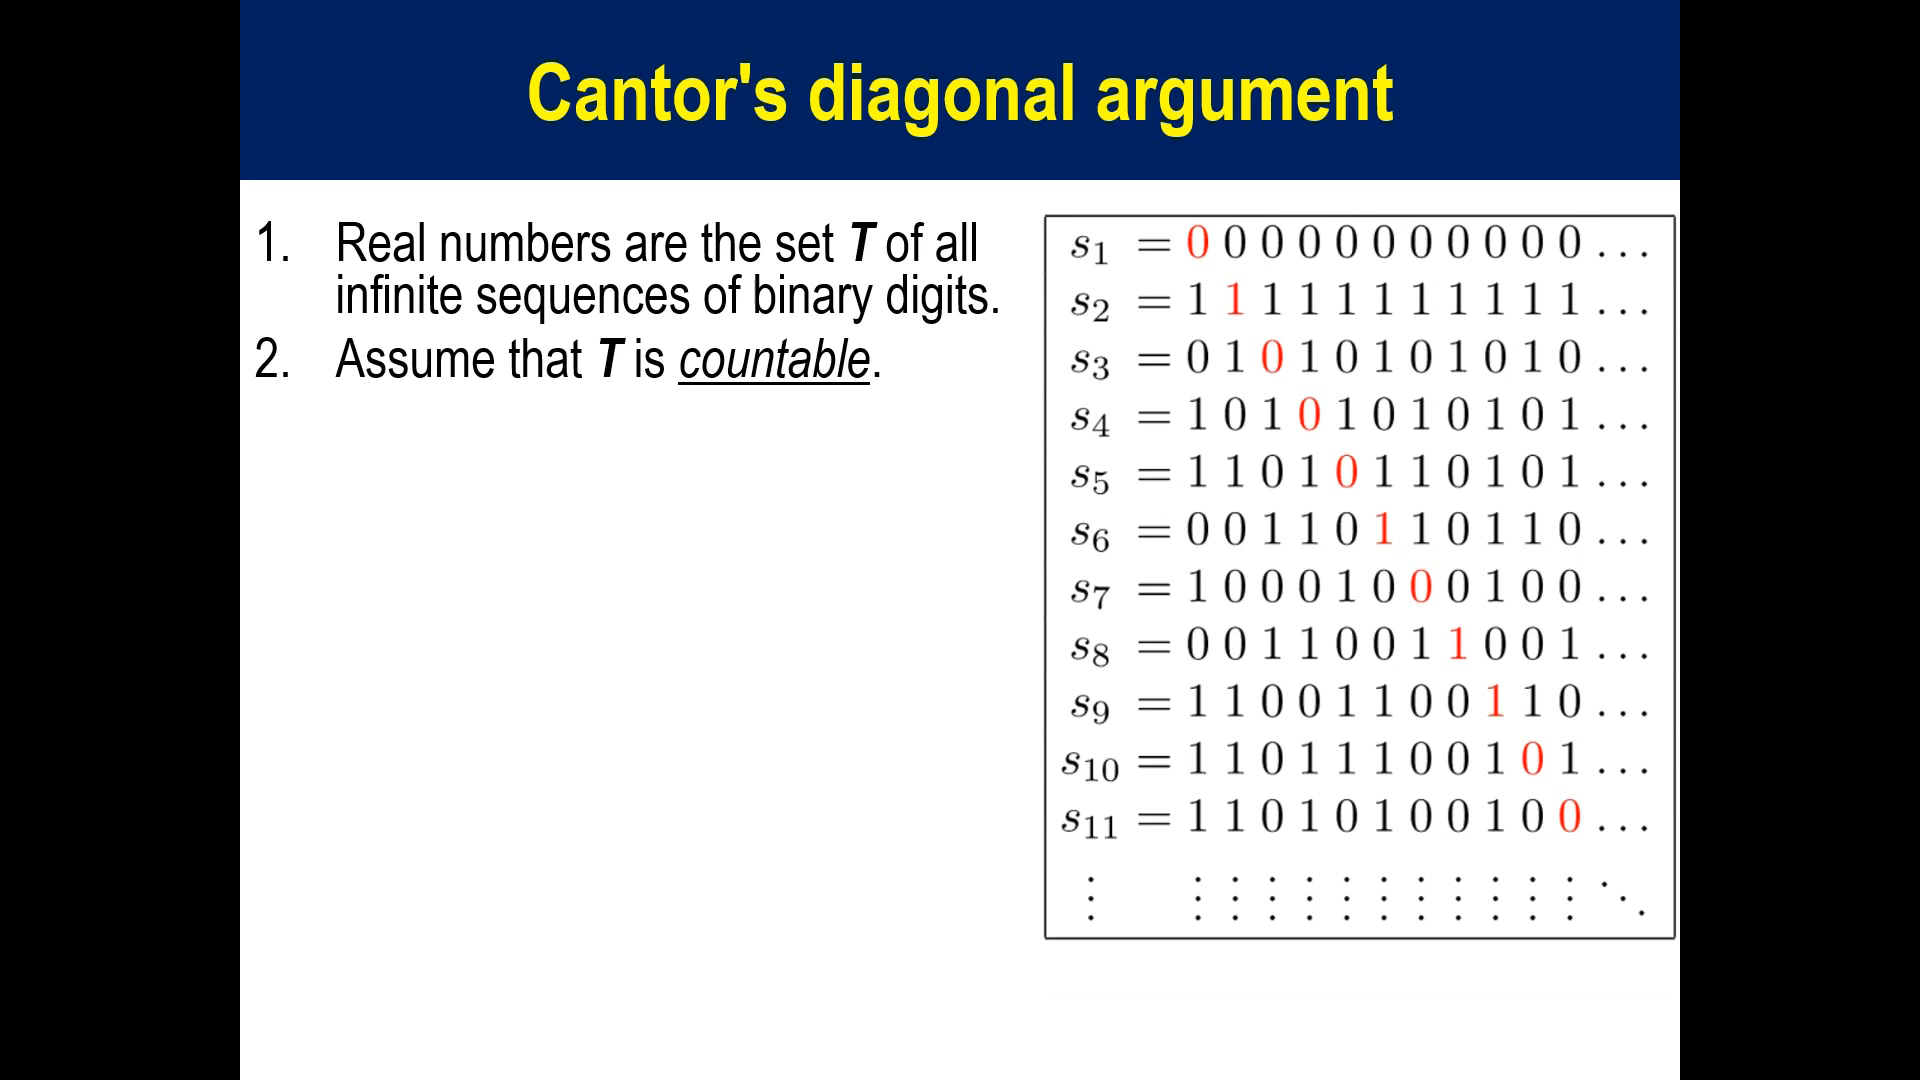 Cantor's diagonal argument
1. Real numbers are the set T of all
infinite sequences of binary digits.
2. Assume that T is countable.
s₁ = 0 0 0 0 0 0 0 0 0 0 0 ...
s₂ = 1 1 1 1 1 1 1 1 1 1 1 ...
s₃ = 0 1 0 1 0 1 0 1 0 1 0 ...
s₄ = 1 0 1 0 1 0 1 0 1 0 1 ...
s₅ = 1 1 0 1 0 1 1 0 1 0 1 ...
s₆ = 0 0 1 1 0 1 1 0 1 1 0 ...
s₇ = 1 0 0 0 1 0 0 0 1 0 0 ...
s₈ = 0 0 1 1 0 0 1 1 0 0 1 ...
s₉ = 1 1 0 0 1 1 0 0 1 1 0 ...
s₁₀ = 1 1 0 1 1 1 0 0 1 0 1 ...
s₁₁ = 1 1 0 1 0 1 0 0 1 0 0 ...
⋮ ⋮ ⋮ ⋮ ⋮ ⋮ ⋮ ⋮ ⋮ ⋮ ⋮ ⋮ ⋱